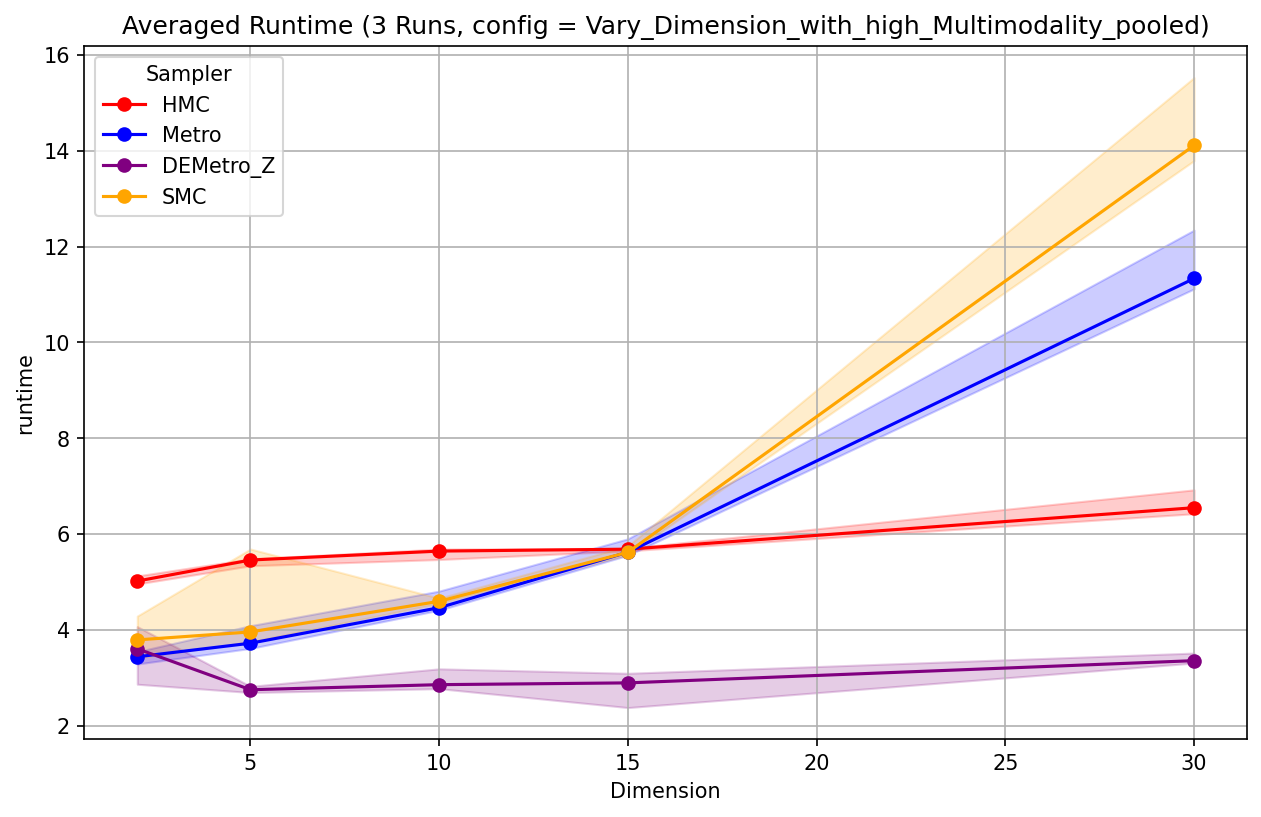 Averaged Runtime (3 Runs, config = Vary_Dimension_with_high_Multimodality_pooled)
Sampler
HMC
Metro
DEMetro_Z
SMC
runtime
16
14
12
10
8
6
4
2
5 10 15 20 25 30
Dimension